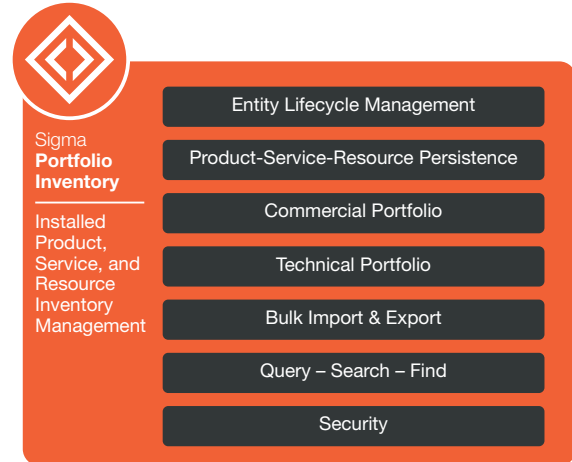 Sigma
Portfolio
Inventory
Installed
Product,
Service, and
Resource
Inventory
Management
Entity Lifecycle Management
Product-Service-Resource Persistence
Commercial Portfolio
Technical Portfolio
Bulk Import & Export
Query – Search – Find
Security